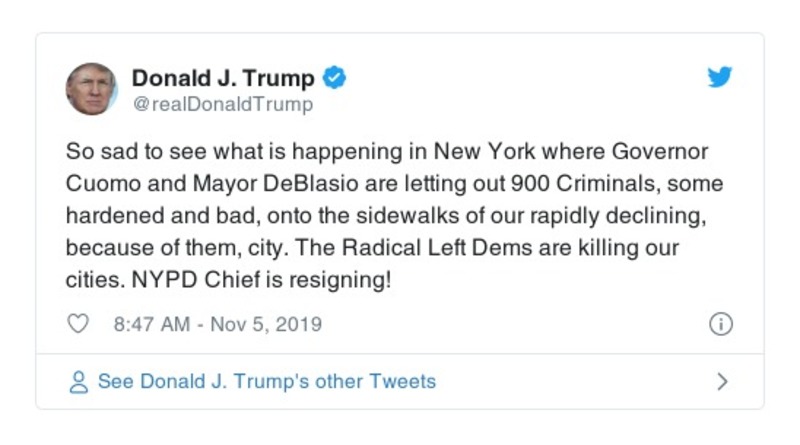 Donald J. Trump
@realDonaldTrump
So sad to see what is happening in New York where Governor
Cuomo and Mayor DeBlasio are letting out 900 Criminals, some
hardened and bad, onto the sidewalks of our rapidly declining,
because of them, city. The Radical Left Dems are killing our
cities. NYPD Chief is resigning!
8:47 AM - Nov 5, 2019
See Donald J. Trump's other Tweets